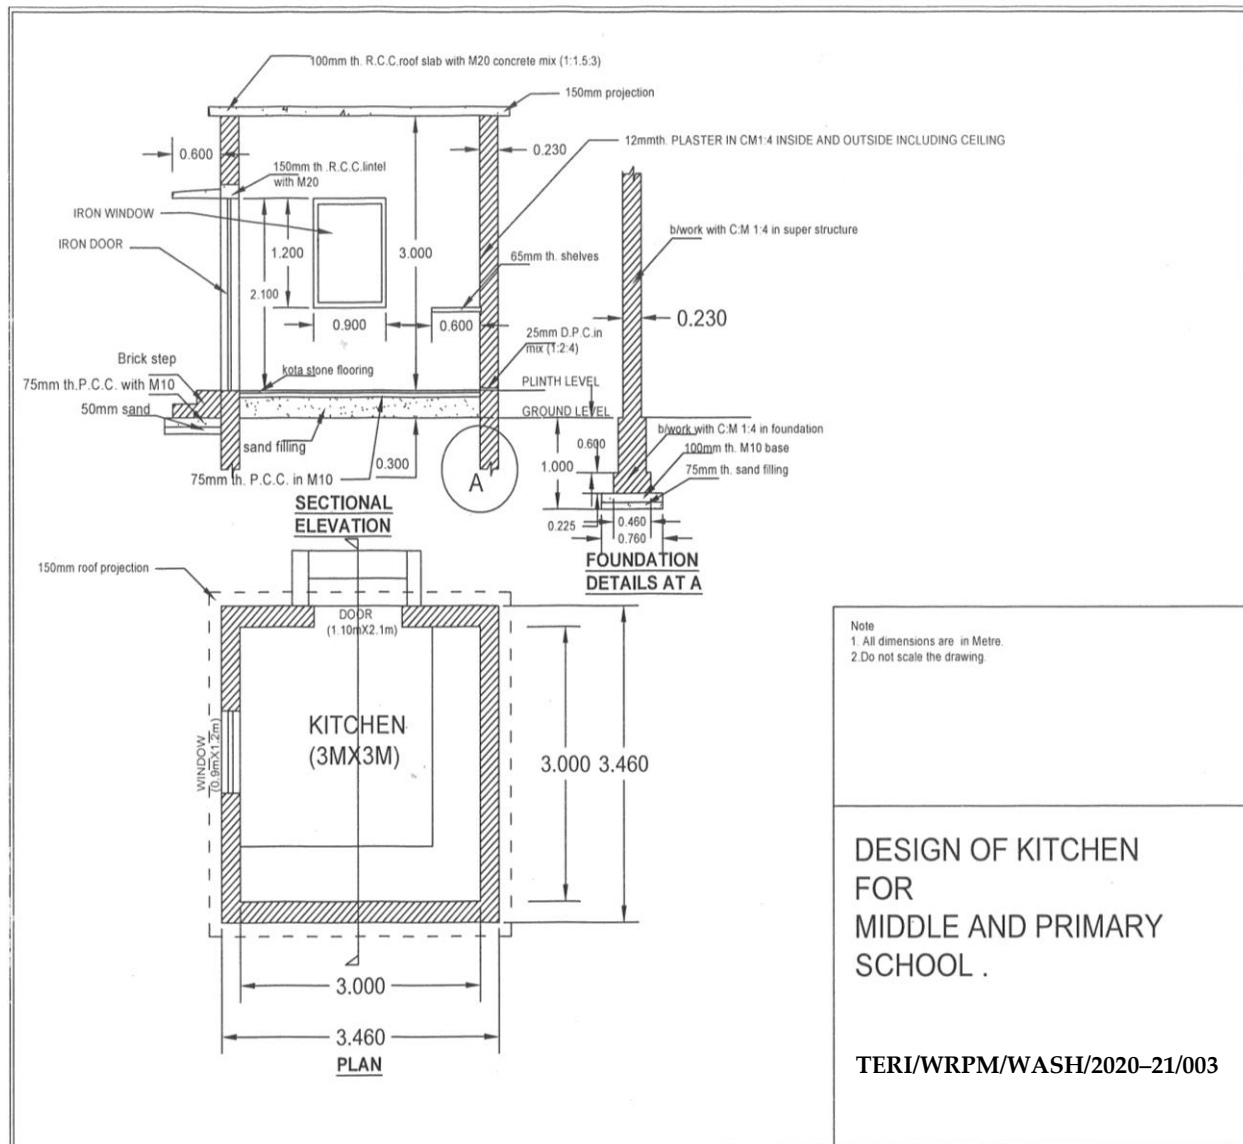 100mm th. R.C.C.roof slab with M20 concrete mix (1:1.5:3)
150mm projection
12mmth. PLASTER IN CM1:4 INSIDE AND OUTSIDE INCLUDING CEILING
0.600
0.230
150mm th .R.C.C.lintel
with M20
IRON WINDOW
IRON DOOR
b/work with C:M 1:4 in super structure
1.200
3.000
65mm th. shelves
2.100
0.900
0.600
0.230
25mm D.P.C.in
mix (1:2:4)
Brick step
kota stone flooring
75mm th.P.C.C. with M10
PLINTH LEVEL
50mm sand
GROUND LEVEL
b/work with C:M 1:4 in foundation
sand filling
0.600
100mm th. M10 base
0.300
1.000
75mm th. sand filling
75mm th. P.C.C. in M10
A
SECTIONAL
ELEVATION
0.225
0.460
0.760
FOUNDATION
DETAILS AT A
150mm roof projection
DOOR
(1.10mX2.1m)
WINDOW
(0.9mX1.2m)
KITCHEN
(3MX3M)
3.000
3.460
3.000
3.460
PLAN
Note
1. All dimensions are in Metre.
2.Do not scale the drawing.
DESIGN OF KITCHEN
FOR
MIDDLE AND PRIMARY
SCHOOL .
TERI/WRPM/WASH/2020–21/003